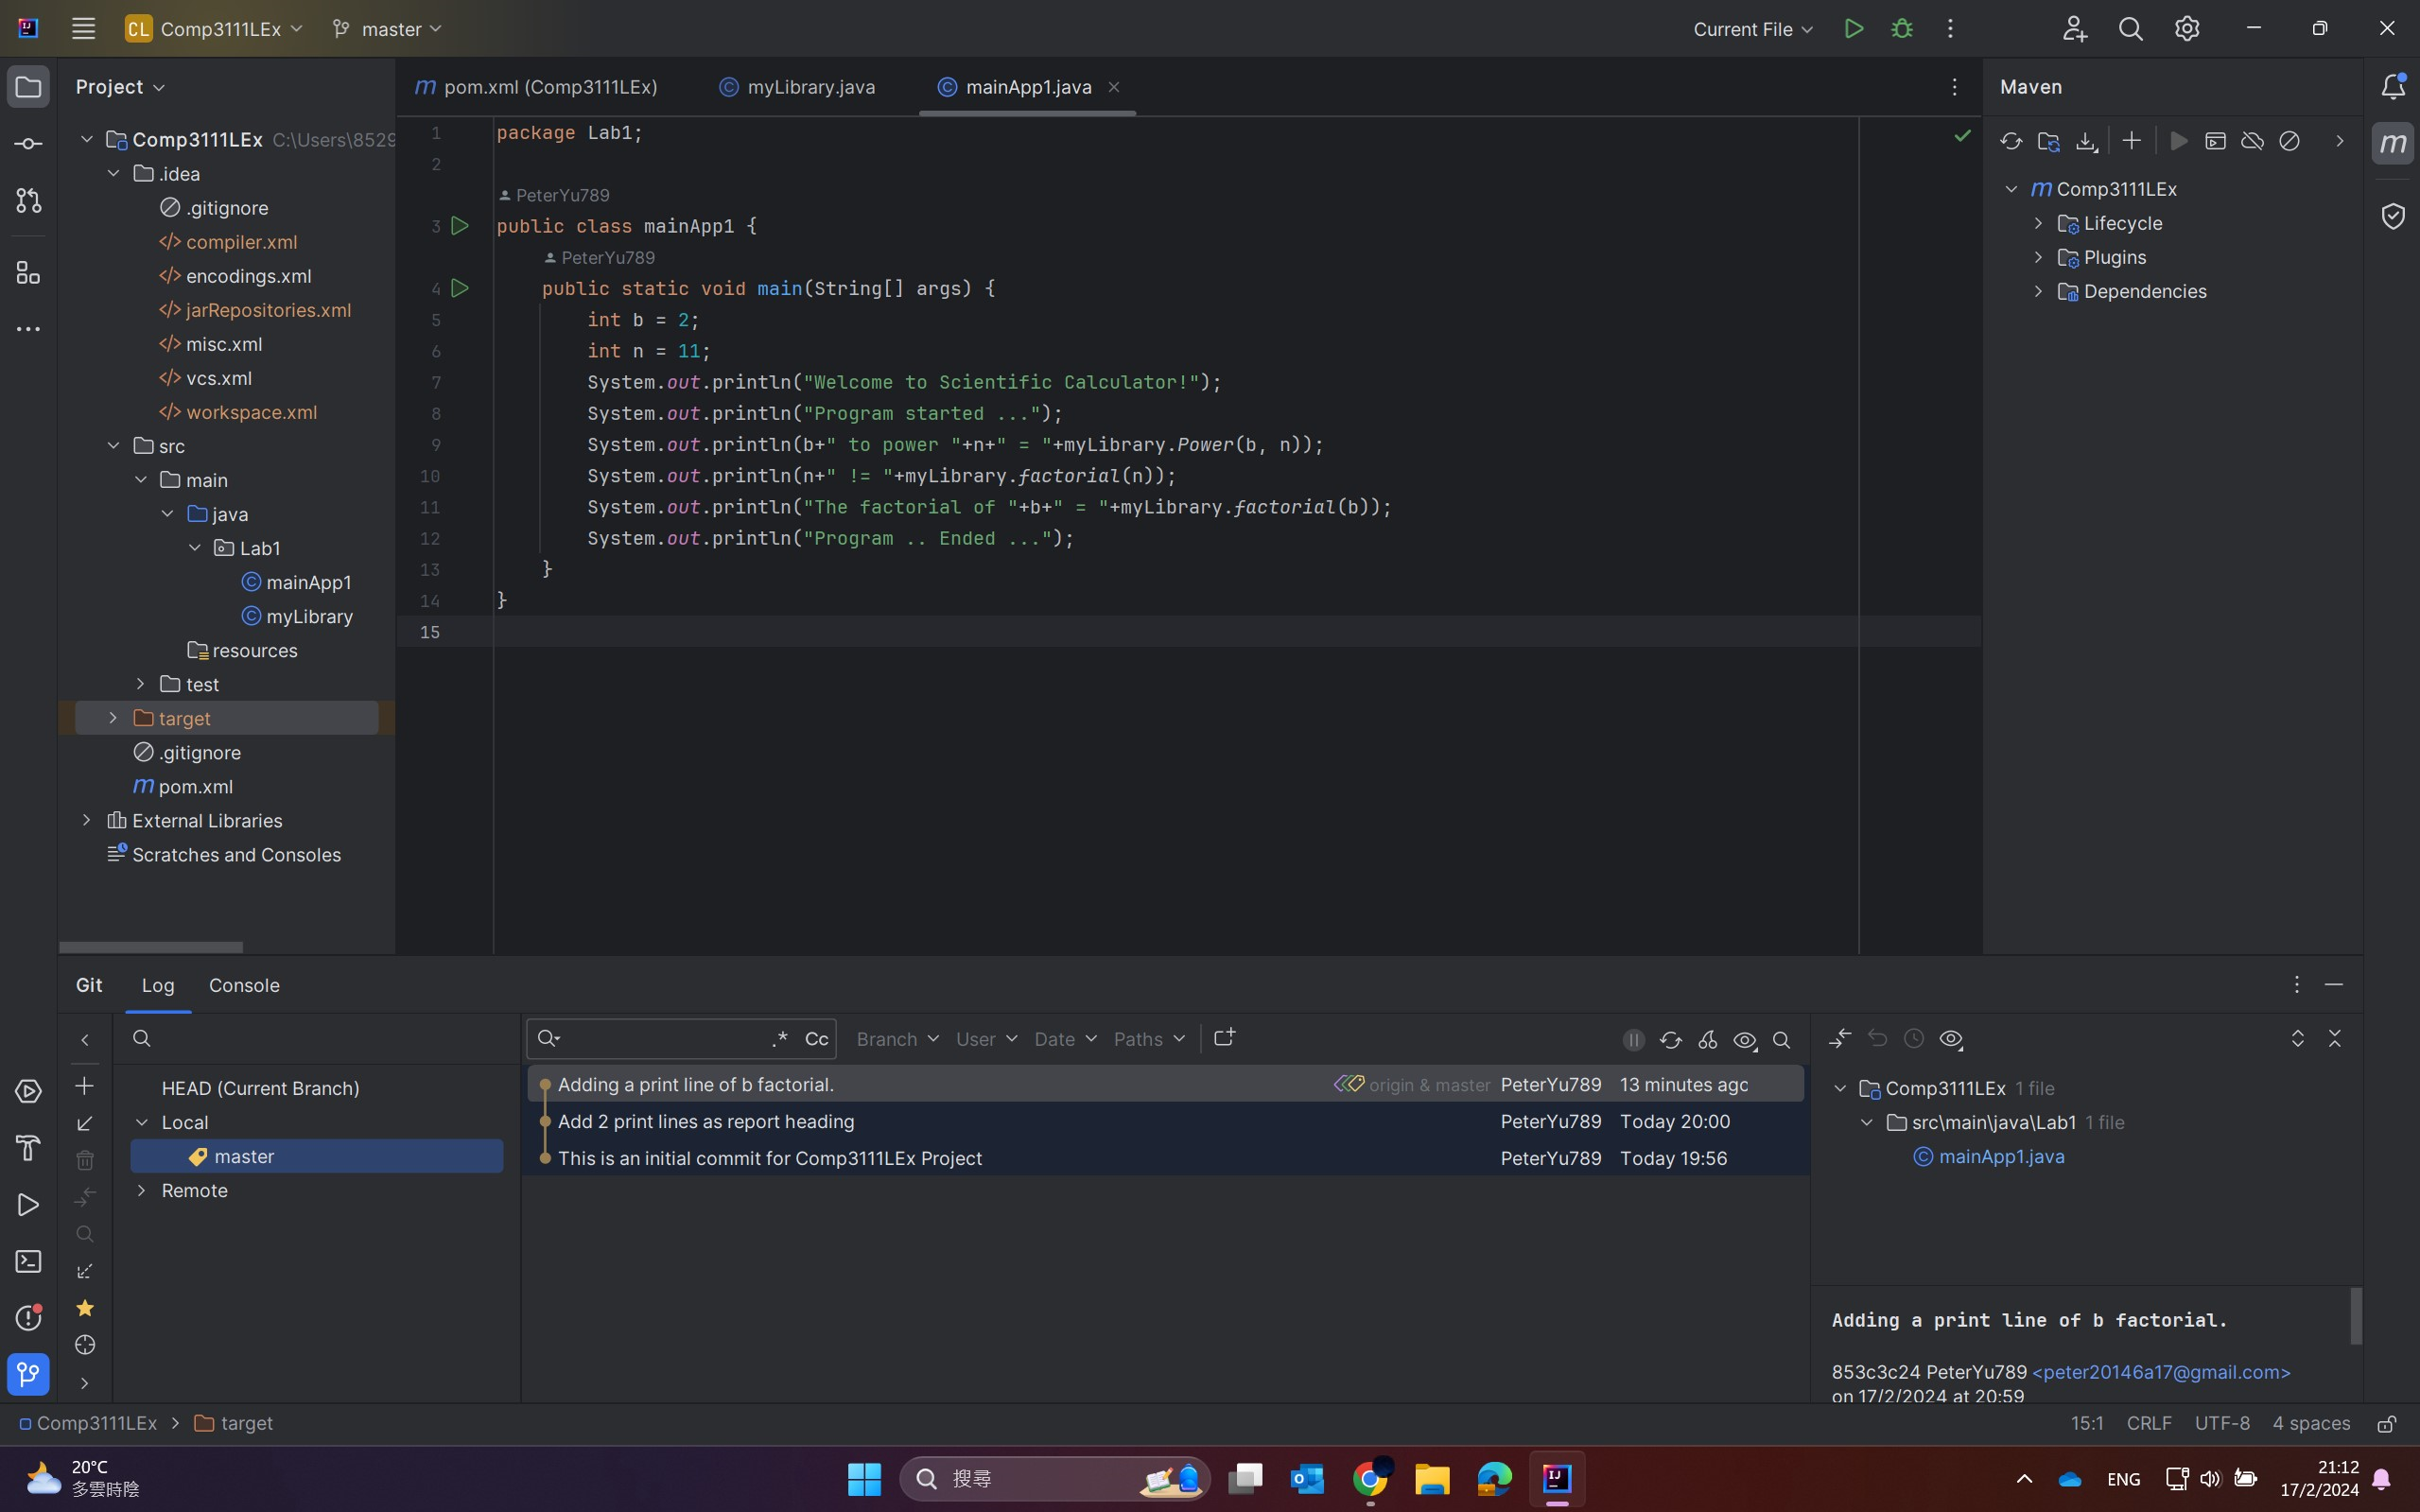 CL Comp3111LEx master Current File
Project
pom.xml (Comp3111LEx) myLibrary.java mainApp1.java
Maven
Comp3111LEx C:\Users\8529
.idea
.gitignore
compiler.xml
encodings.xml
jarRepositories.xml
misc.xml
vcs.xml
workspace.xml
src
main
java
Lab1
mainApp1
myLibrary
resources
test
target
.gitignore
pom.xml
External Libraries
Scratches and Consoles
1 package Lab1;
2
PeterYu789
3 public class mainApp1 {
PeterYu789
4 public static void main(String[] args) {
5 int b = 2;
6 int n = 11;
7 System.out.println("Welcome to Scientific Calculator!");
8 System.out.println("Program started ...");
9 System.out.println(b+" to power "+n+" = "+myLibrary.Power(b, n));
10 System.out.println(n+" != "+myLibrary.factorial(n));
11 System.out.println("The factorial of "+b+" = "+myLibrary.factorial(b));
12 System.out.println("Program .. Ended ...");
13 }
14 }
15
m
Comp3111LEx
Lifecycle
Plugins
Dependencies
Git Log Console
.* Cc Branch User Date Paths
HEAD (Current Branch)
Local
master
Remote
Adding a print line of b factorial. origin & master PeterYu789 13 minutes ago
Add 2 print lines as report heading PeterYu789 Today 20:00
This is an initial commit for Comp3111LEx Project PeterYu789 Today 19:56
Comp3111LEx 1 file
src\main\java\Lab1 1 file
mainApp1.java
Adding a print line of b factorial.
853c3c24 PeterYu789 <peter20146a17@gmail.com>
on 17/2/2024 at 20:59
Comp3111LEx > target 15:1 CRLF UTF-8 4 spaces
20°C
多雲時陰
搜尋
ENG
21:12
17/2/2024